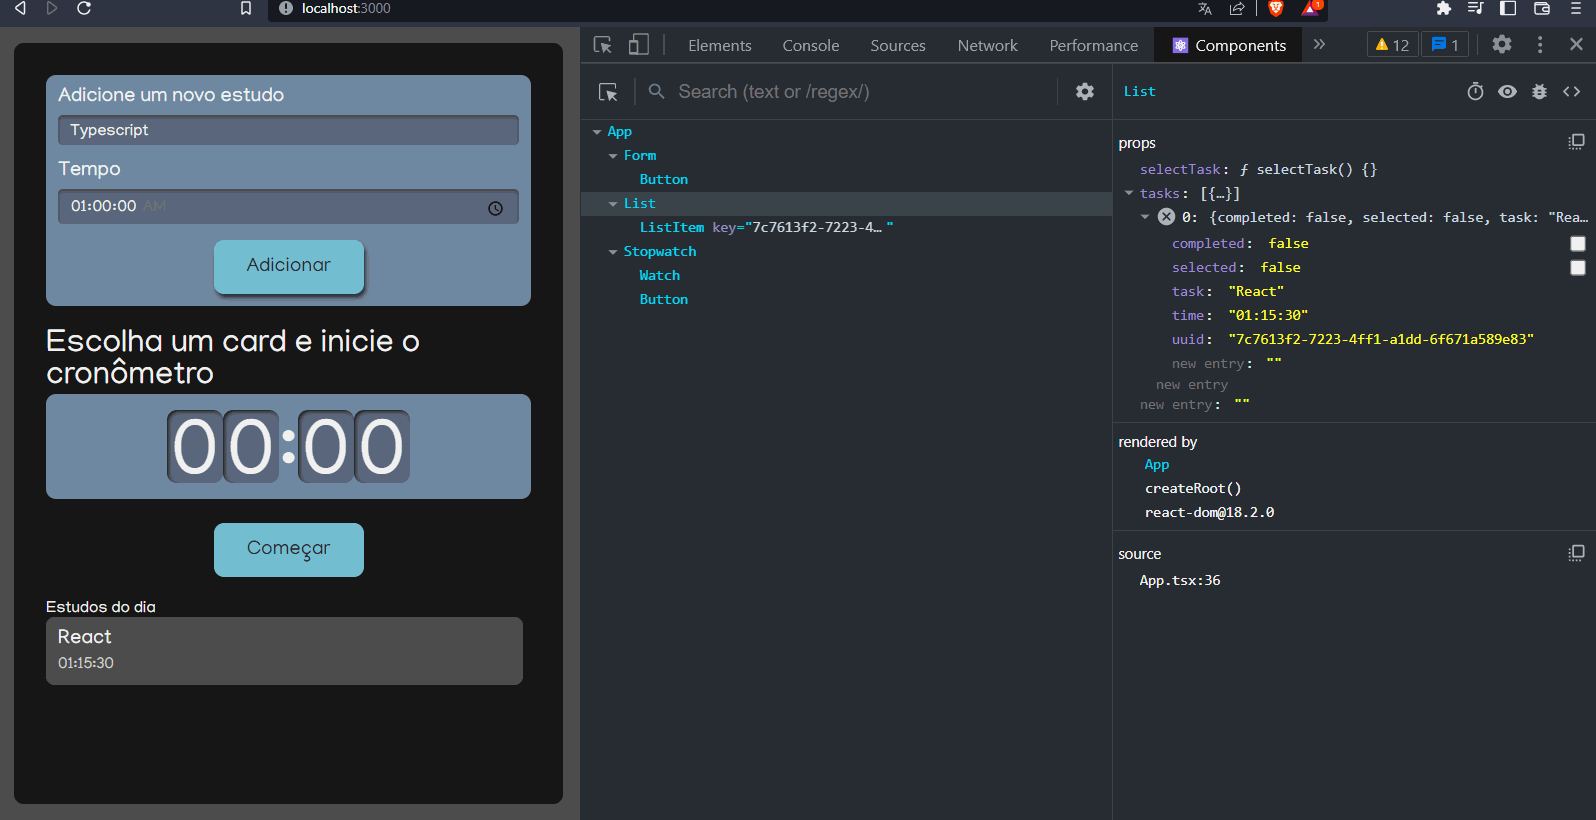 localhost:3000
1
Adicione um novo estudo
Typescript
Tempo
01:00:00 AM
Adicionar
Escolha um card e inicie o
cronômetro
00:00
Começar
Estudos do dia
React
01:15:30
Elements Console Sources Network Performance Components » 12 1
Search (text or /regex/)
App
Form
Button
List
ListItem key="7c7613f2-7223-4…"
Stopwatch
Watch
Button
List
props
selectTask: ƒ selectTask() {}
tasks: [{…}]
0: {completed: false, selected: false, task: "Rea…
completed: false
selected: false
task: "React"
time: "01:15:30"
uuid: "7c7613f2-7223-4ff1-a1dd-6f671a589e83"
new entry: ""
new entry
new entry: ""
rendered by
App
createRoot()
react-dom@18.2.0
source
App.tsx:36